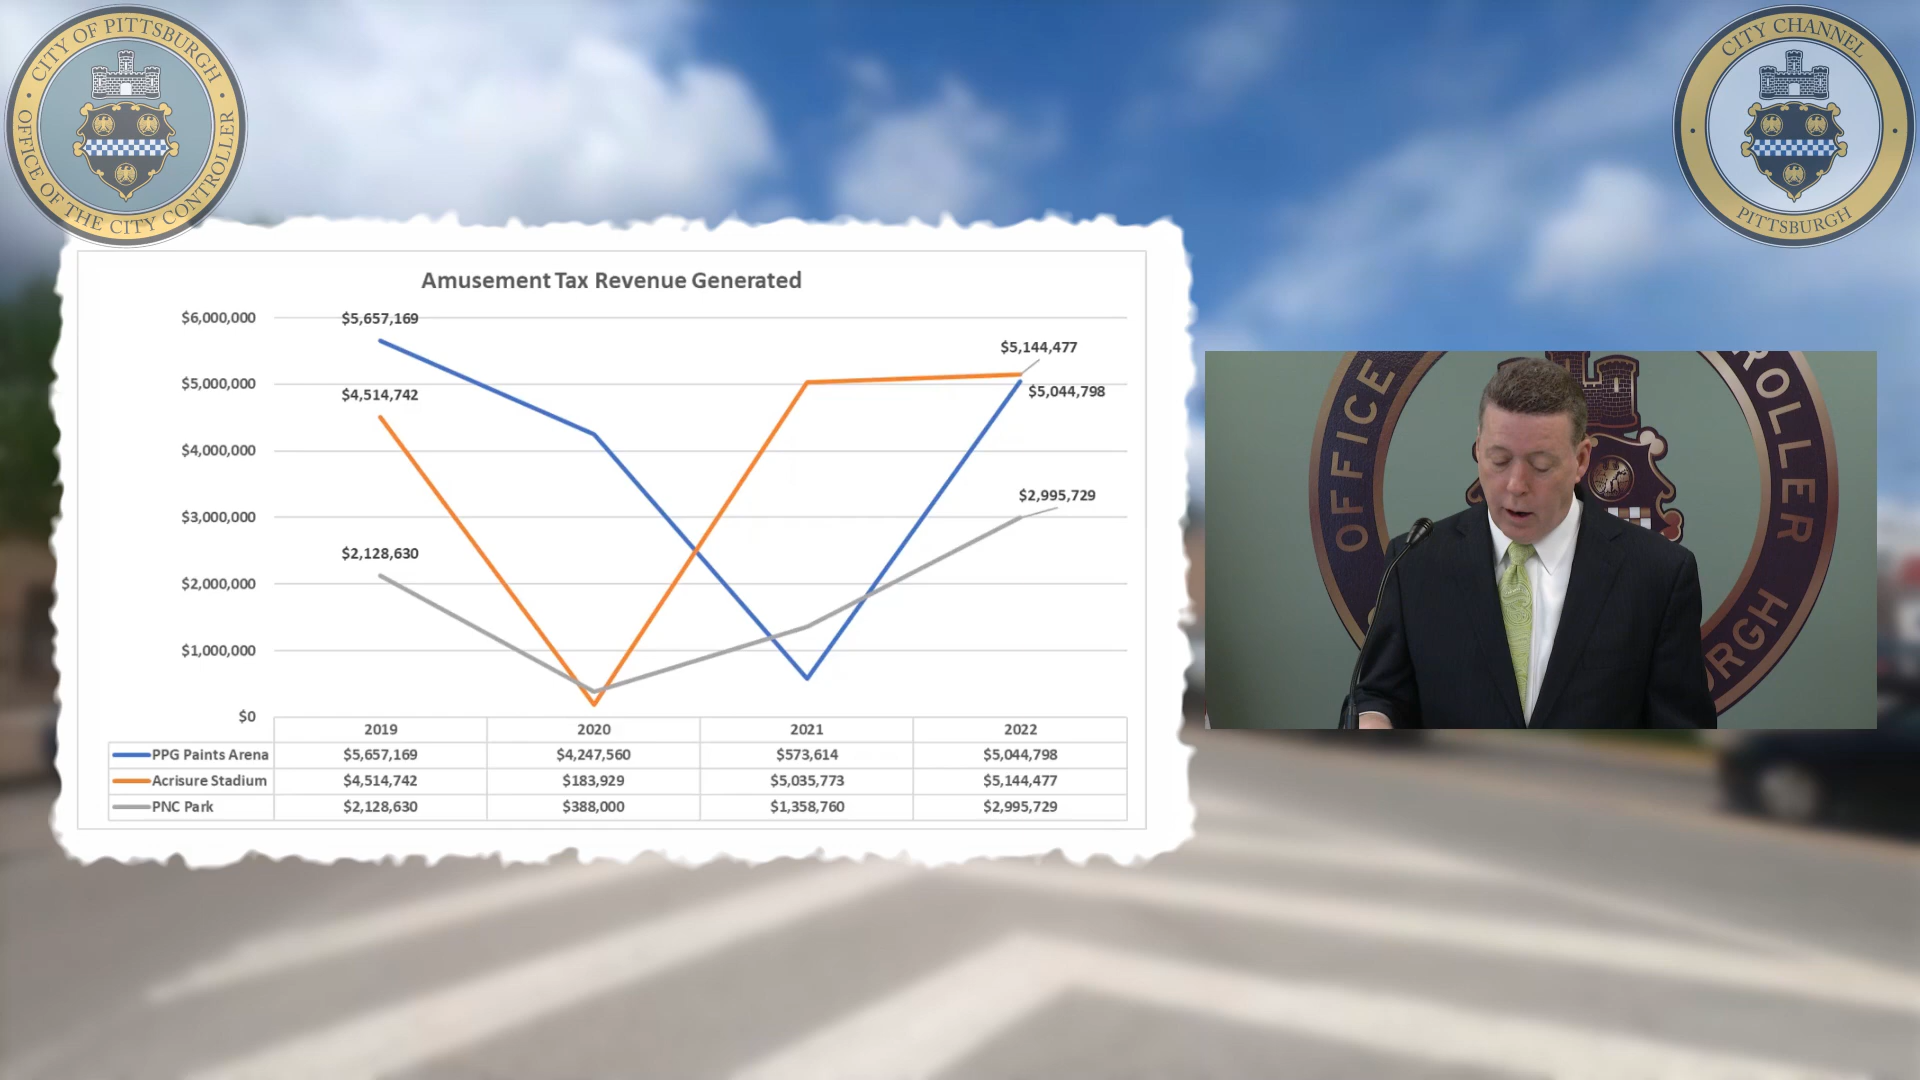 CITY OF PITTSBURGH
OFFICE OF THE CITY CONTROLLER
CITY CHANNEL
PITTSBURGH
Amusement Tax Revenue Generated
$6,000,000
$5,000,000
$4,000,000
$3,000,000
$2,000,000
$1,000,000
$0
$5,657,169
$4,514,742
$2,128,630
$5,144,477
$5,044,798
$2,995,729
2019 2020 2021 2022
PPG Paints Arena $5,657,169 $4,247,560 $573,614 $5,044,798
Acrisure Stadium $4,514,742 $183,929 $5,035,773 $5,144,477
PNC Park $2,128,630 $388,000 $1,358,760 $2,995,729
OFFICE
ROLLER
RGH